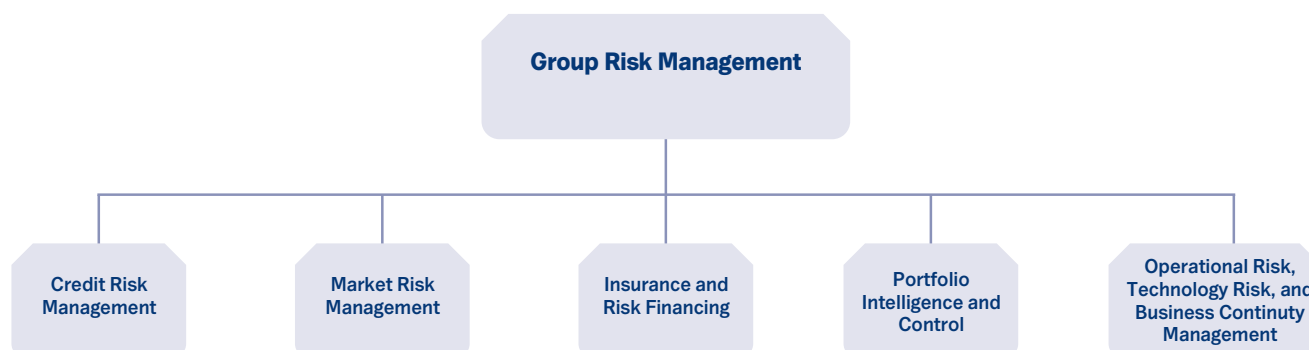 Group Risk Management
Credit Risk
Management
Market Risk
Management
Insurance and
Risk Financing
Portfolio
Intelligence and
Control
Operational Risk,
Technology Risk, and
Business Continuty
Management